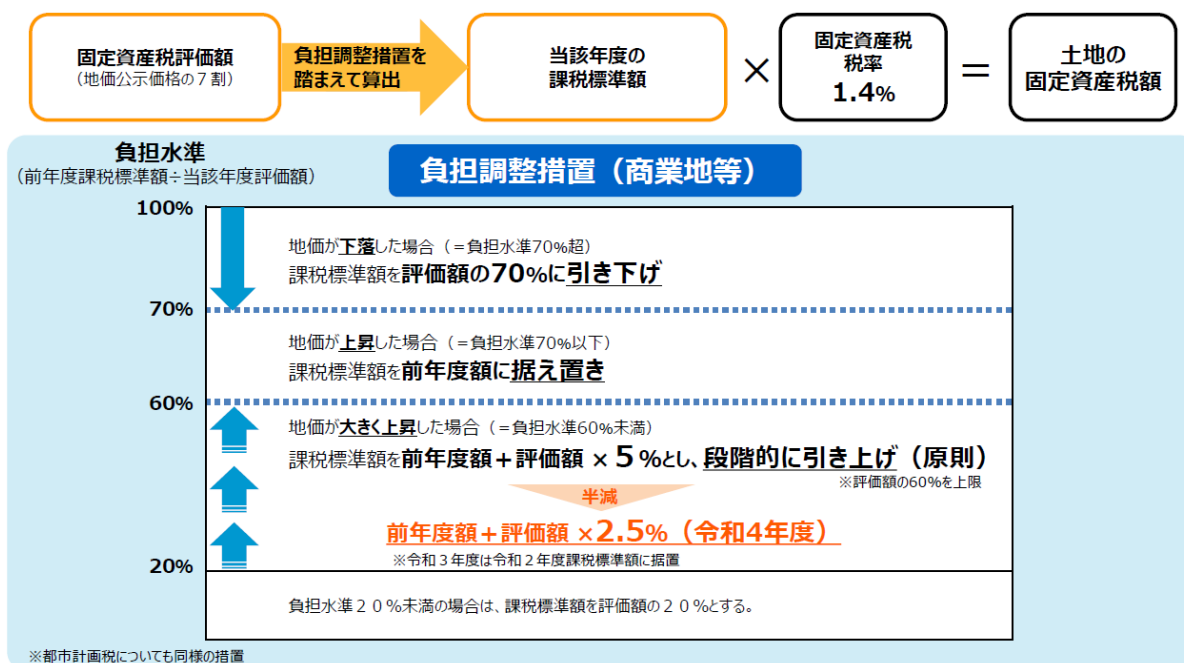 固定資産税評価額
（地価公示価格の７割）
負担調整措置を
踏まえて算出
当該年度の
課税標準額
×
固定資産税
税率
1.4%
＝
土地の
固定資産税額
負担水準
（前年度課税標準額÷当該年度評価額）
負担調整措置（商業地等）
100%
地価が下落した場合（＝負担水準70%超）
課税標準額を評価額の70%に引き下げ
70%
地価が上昇した場合（＝負担水準70%以下）
課税標準額を前年度額に据え置き
60%
地価が大きく上昇した場合（＝負担水準60%未満）
課税標準額を前年度額＋評価額 ×５%とし、段階的に引き上げ（原則）
※評価額の60%を上限
半減
前年度額＋評価額 ×2.5%（令和4年度）
※令和３年度は令和２年度課税標準額に据置
20%
負担水準２０%未満の場合は、課税標準額を評価額の２０%とする。
※都市計画税についても同様の措置